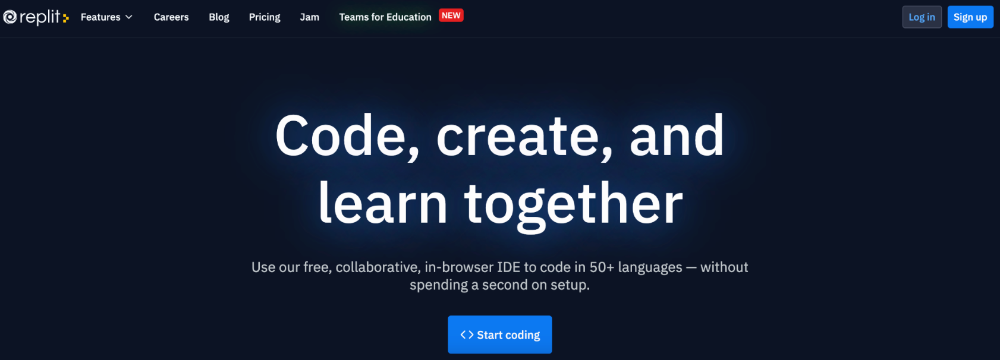 replit
Features
Careers
Blog
Pricing
Jam
Teams for Education
NEW
Log in
Sign up
Code, create, and
learn together
Use our free, collaborative, in-browser IDE to code in 50+ languages — without
spending a second on setup.
<> Start coding